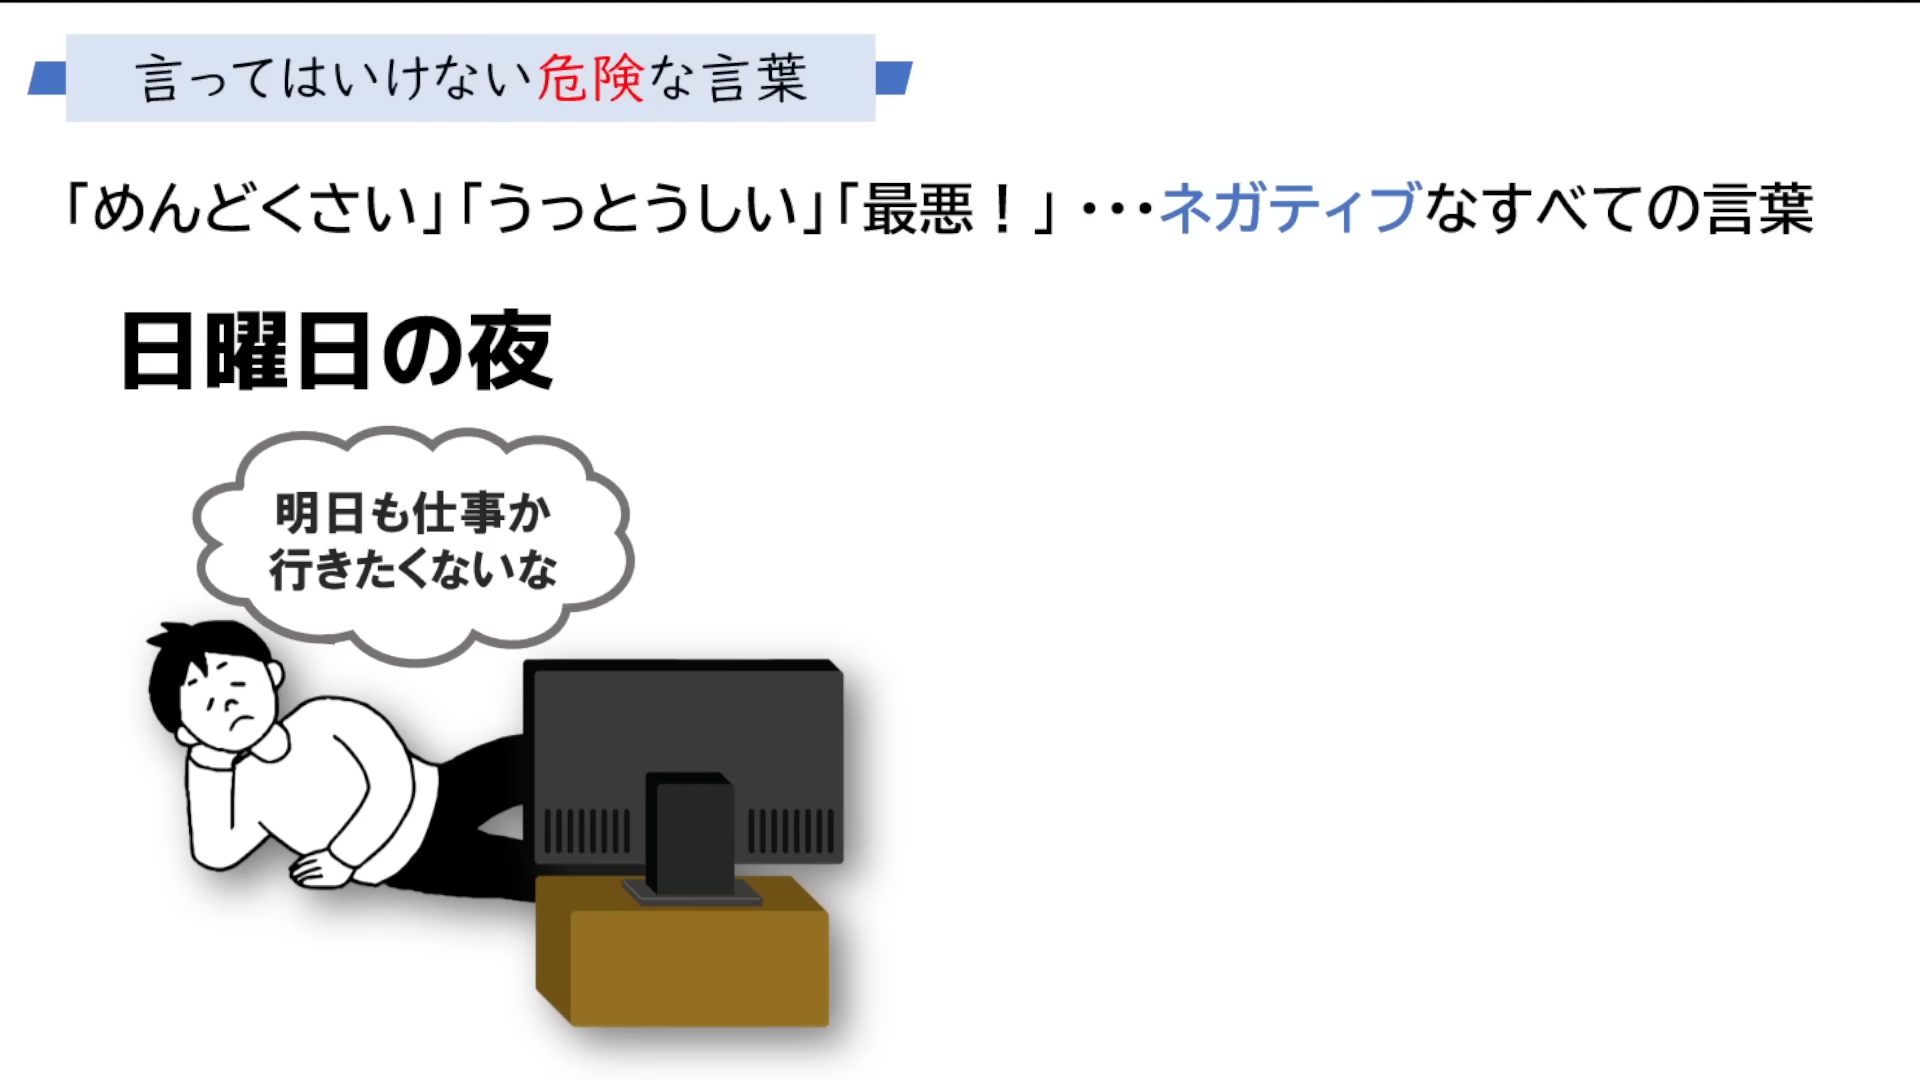 言ってはいけない危険な言葉
「めんどくさい」「うっとうしい」「最悪！」・・・ネガティブなすべての言葉
日曜日の夜
明日も仕事か
行きたくないな